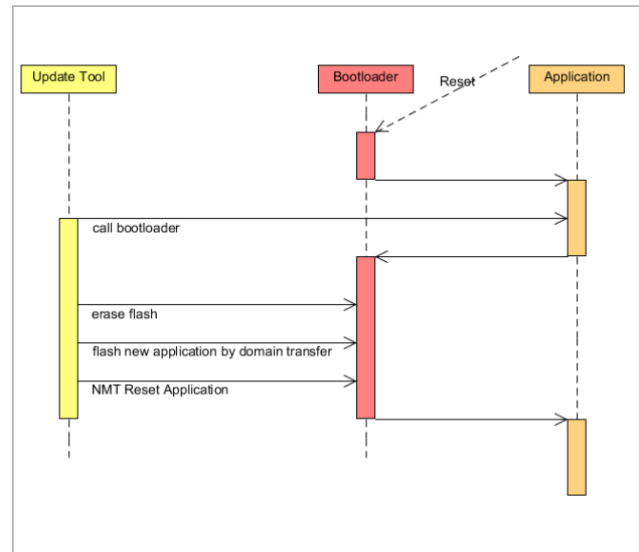 Update Tool
Bootloader
Application
Reset
call bootloader
erase flash
flash new application by domain transfer
NMT Reset Application